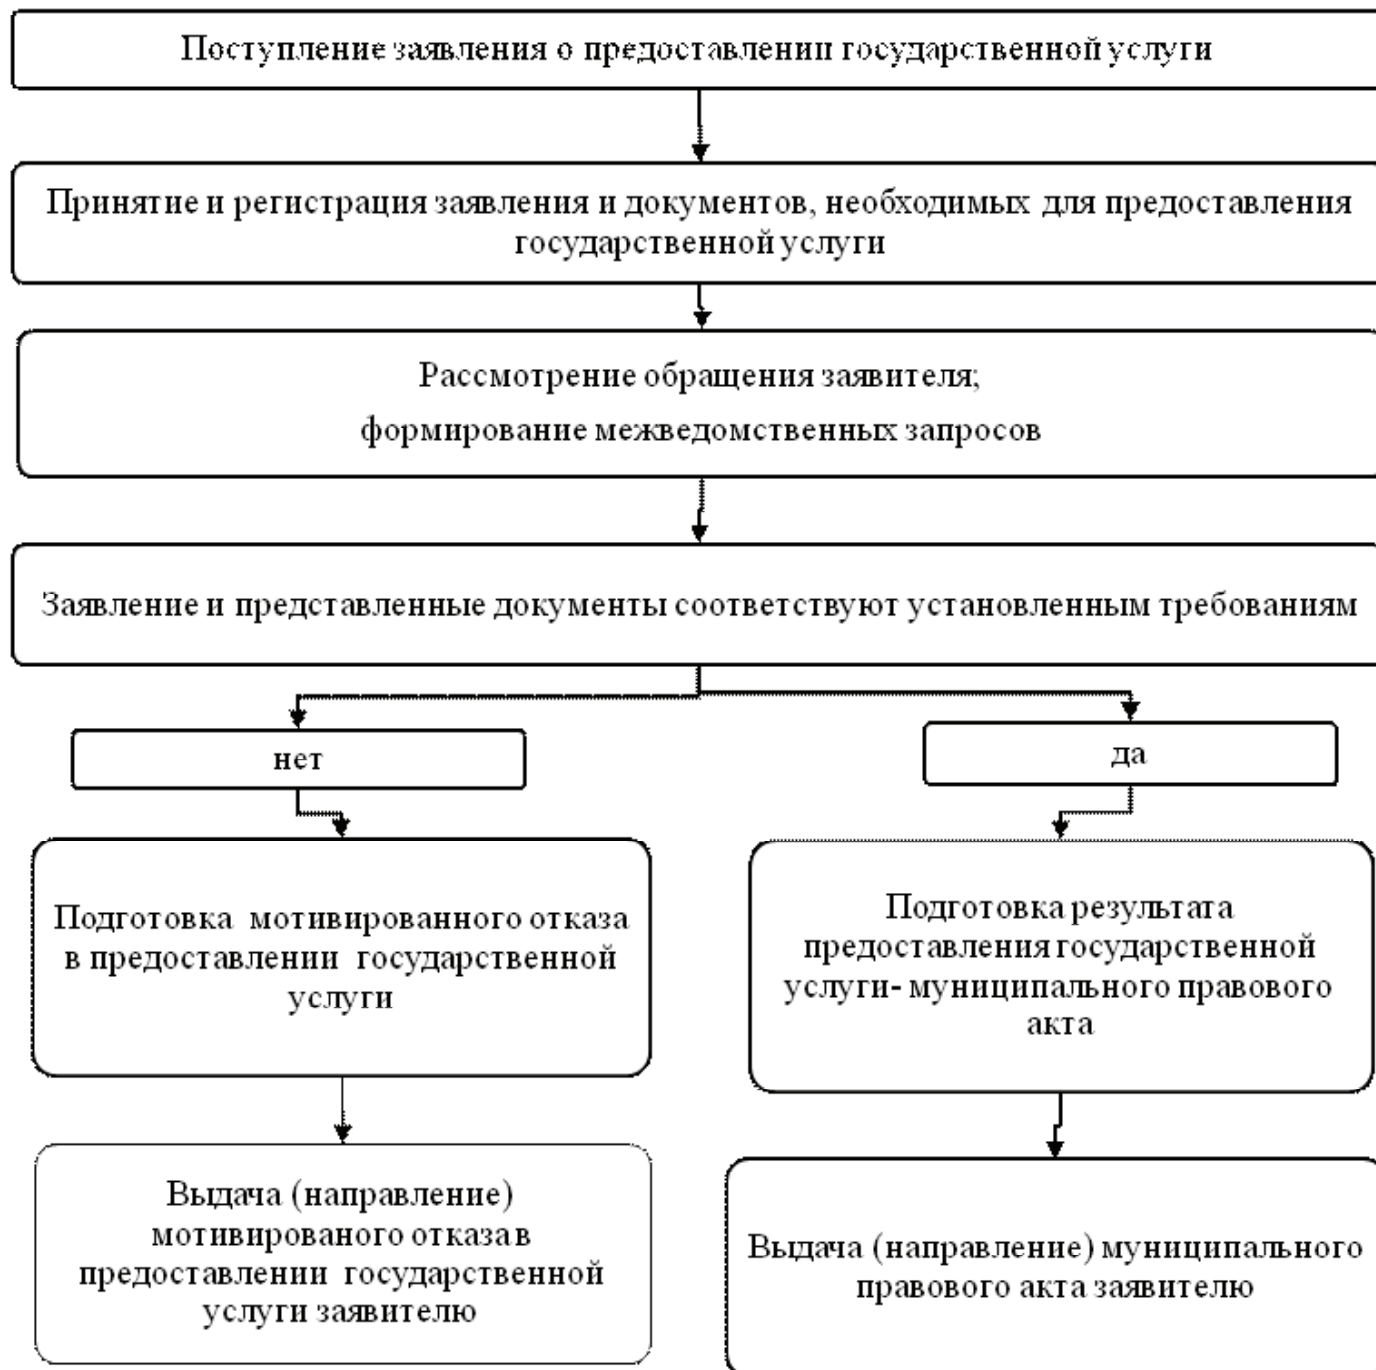 Поступление заявления о предоставлении государственной услуги
Принятие и регистрация заявления и документов, необходимых для предоставления
государственной услуги
Рассмотрение обращения заявителя;
формирование межведомственных запросов
Заявление и представленные документы соответствуют установленным требованиям
нет
да
Подготовка мотивированного отказа
в предоставлении государственной
услуги
Подготовка результата
предоставления государственной
услуги- муниципального правового
акта
Выдача (направление)
мотивированого отказа в
предоставлении государственной
услуги заявителю
Выдача (направление) муниципального
правового акта заявителю